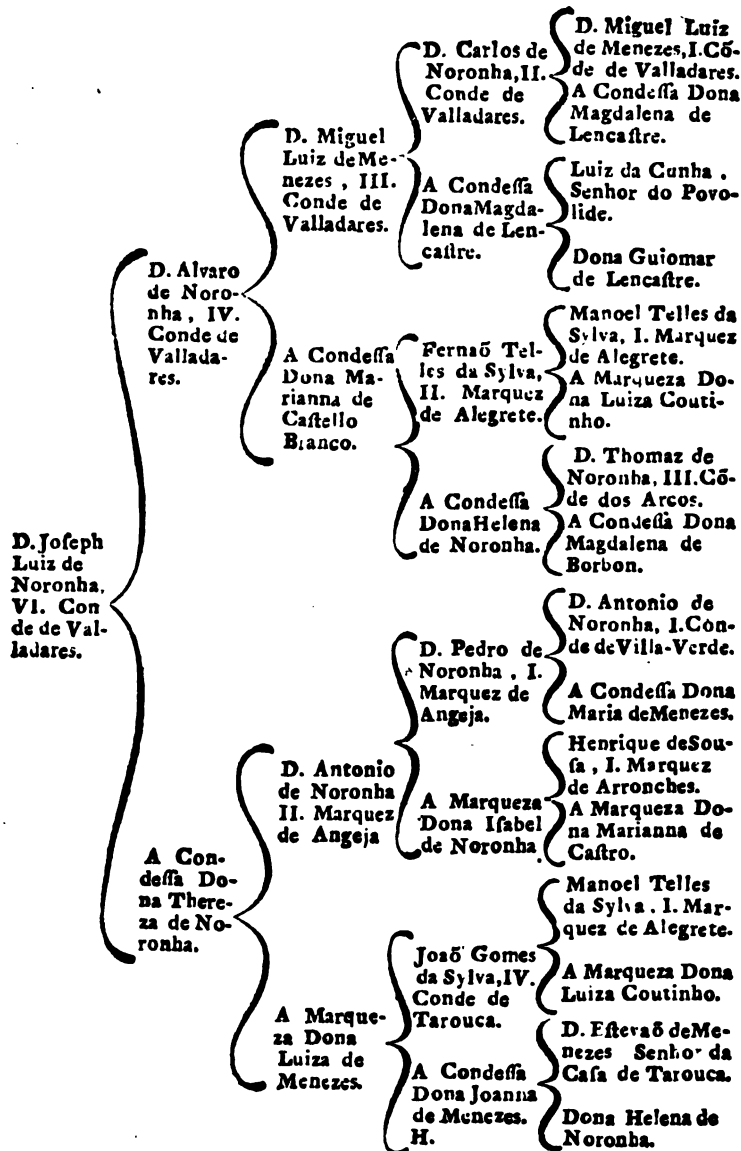 D. Joseph
Luiz de
Noronha,
VI. Con
de de Val-
ladares.
D. Alvaro
de Noro-
nha, IV.
Conde de
Vallada-
res.
A Con-
dessa Do-
na There-
za de No-
ronha.
D. Miguel
Luiz de Me-
nezes, III.
Conde de
Valladares.
A Condessa
Dona Ma-
rianna de
Castello
Branco.
D. Antonio
de Noronha
II. Marquez
de Angeja
A Marque-
za Dona
Luiza de
Menezes.
D. Carlos de
Noronha, II.
Conde de
Valladares.
A Condessa
Dona Magda-
lena de Len-
castre.
Fernaõ Tel-
les da Sylva,
II. Marquez
de Alegrete.
A Condessa
Dona Helena
de Noronha.
D. Pedro de
Noronha, I.
Marquez de
Angeja.
A Marqueza
Dona Isabel
de Noronha.
Joaõ Gomes
da Sylva, IV.
Conde de
Tarouca.
A Condessa
Dona Joanna
de Menezes.
H.
D. Miguel Luiz
de Menezes, I. Cõ-
de de Valladares.
A Condessa Dona
Magdalena de
Lencastre.
Luiz da Cunha,
Senhor do Povo-
lide.
Dona Guiomar
de Lencastre.
Manoel Telles da
Sylva, I. Marquez
de Alegrete.
A Marqueza Do-
na Luiza Couti-
nho.
D. Thomaz de
Noronha, III. Cõ-
de dos Arcos.
A Condessa Dona
Magdalena de
Borbon.
D. Antonio de
Noronha, I. Con-
de de Villa-Verde.
A Condessa Dona
Maria de Menezes.
Henrique de Sou-
sa, I. Marquez
de Arronches.
A Marqueza Do-
na Marianna de
Castro.
Manoel Telles
da Sylva. I. Mar-
quez de Alegrete.
A Marqueza Dona
Luiza Coutinho.
D. Estevaõ de Me-
nezes Senhor da
Casa de Tarouca.
Dona Helena de
Noronha.